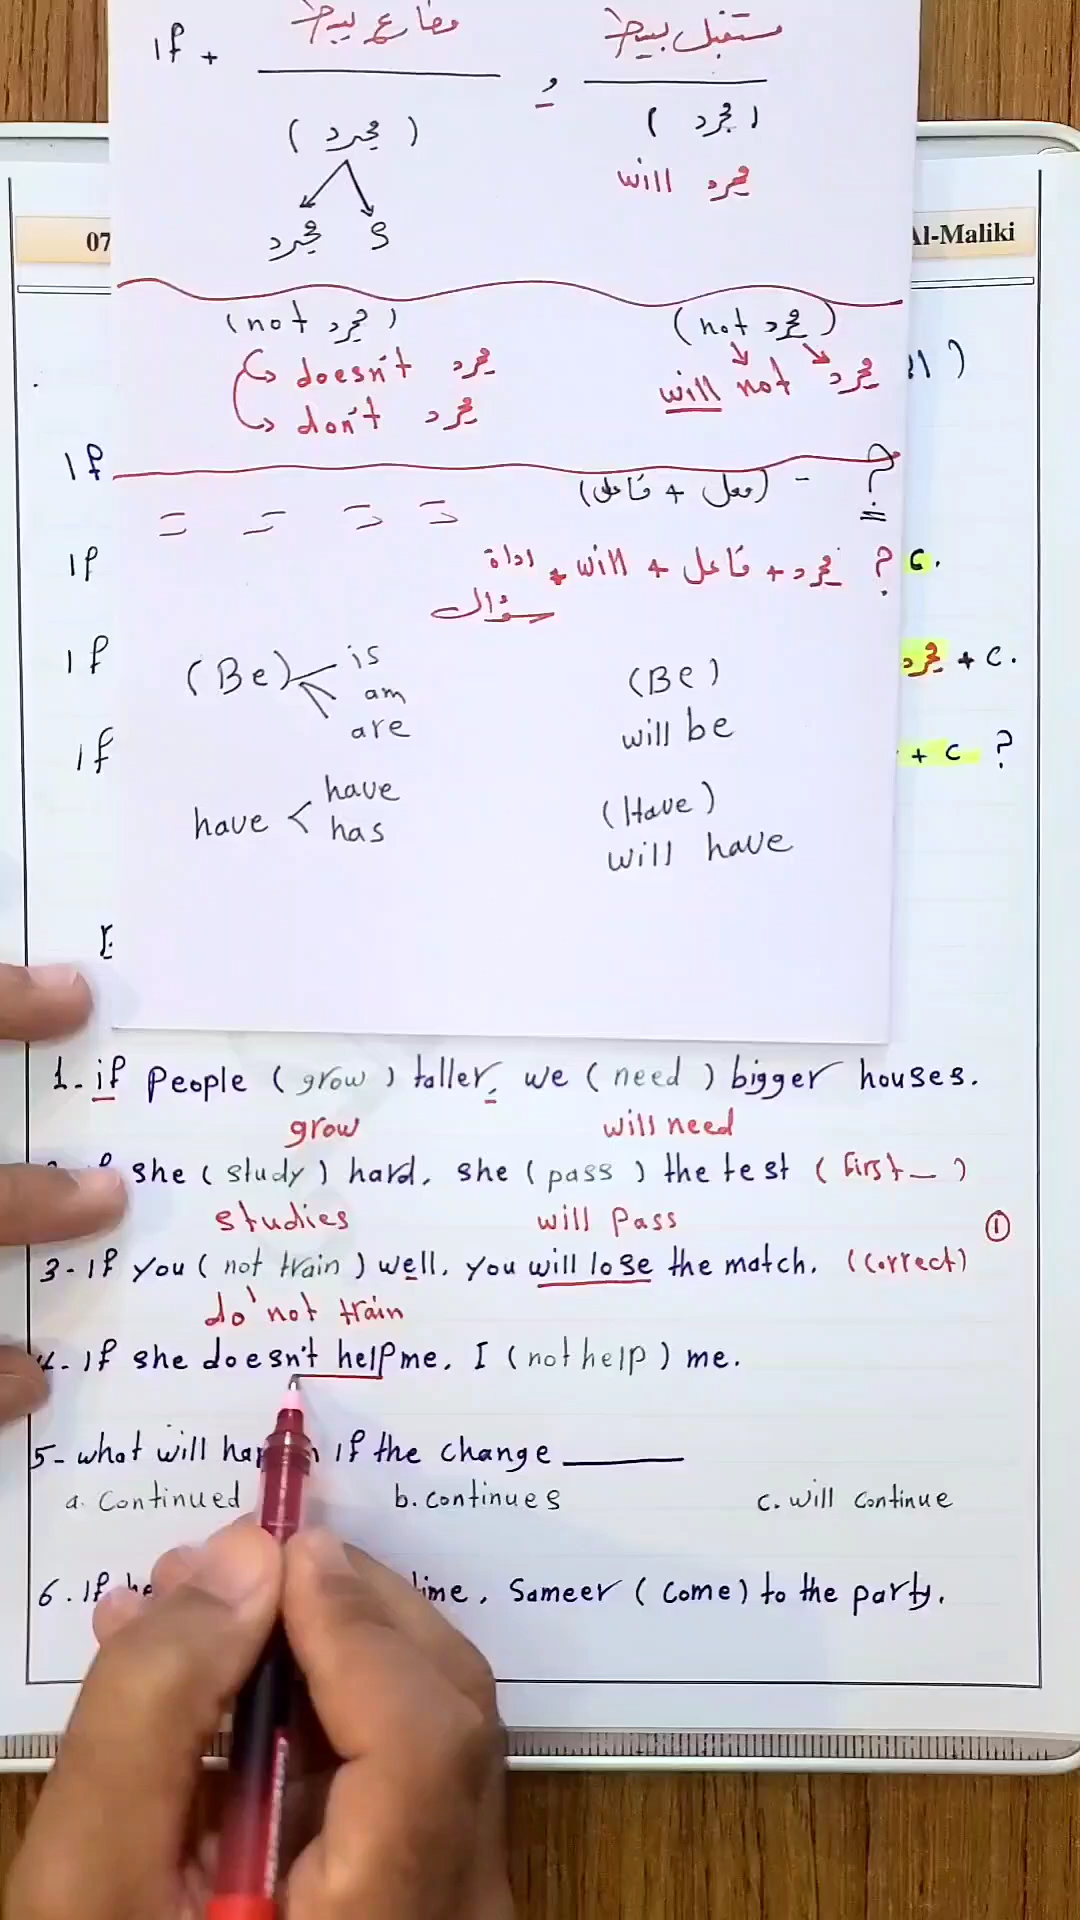 If + مضارع بسيط , مستقبل بسيط
( مجرد ) ( مجرد )
will مجرد
مجرد s
07 Al-Maliki
(not مجرد) (not مجرد)
doesn't مجرد will not مجرد
don't مجرد
If
(فعل + فاعل) - ?
If اداة سؤال + will + فاعل + مجرد ? c.
If (Be) is am are (Be) مجرد + c.
will be
If + c ?
have have has (Have)
will have
E
1- if people ( grow ) taller, we ( need ) bigger houses.
grow will need
she ( study ) hard, she ( pass ) the test ( First _ )
studies will pass ①
3- If you ( not train ) well, you will lose the match. (Correct)
do not train
4- If she doesn't help me, I ( not help ) me.
5- what will if the change ______
a. continued b. continues c. will continue
6. If time, Sameer ( come) to the party.